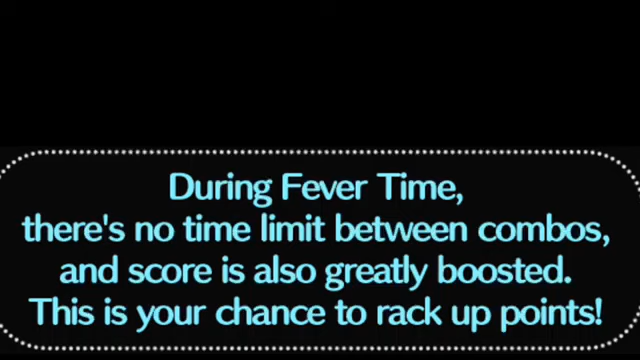 During Fever Time,
there's no time limit between combos,
and score is also greatly boosted.
This is your chance to rack up points!